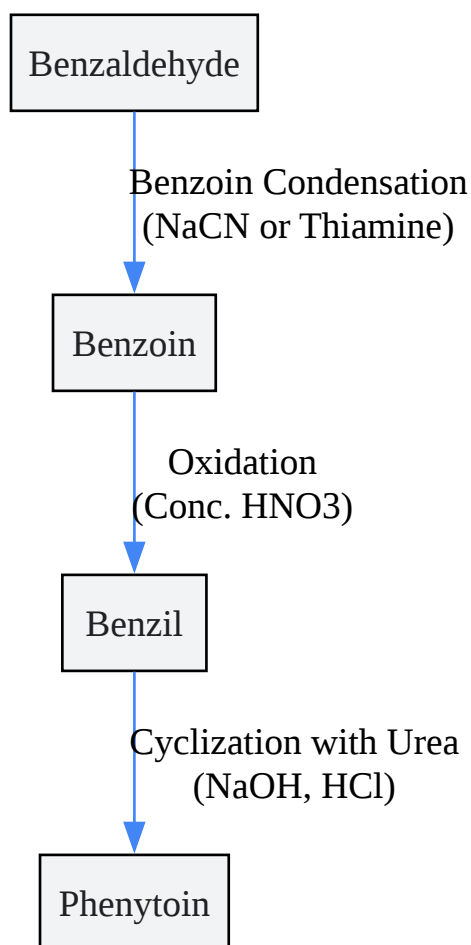 Benzaldehyde
Benzoin Condensation
(NaCN or Thiamine)
Benzoin
Oxidation
(Conc. HNO3)
Benzil
Cyclization with Urea
(NaOH, HCl)
Phenytoin